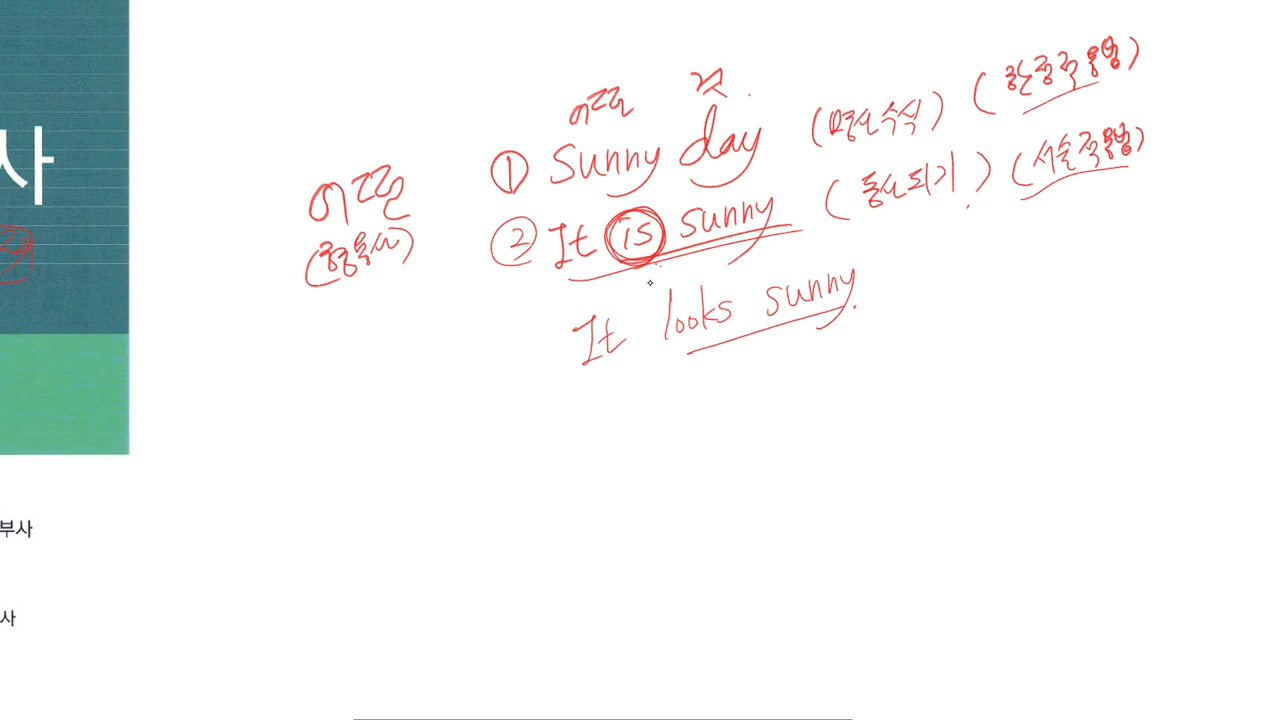 사
어떤 것
① Sunny day (명사수식) (한정적용법)
어떤
(형용사)
② It is sunny (동사되기) (서술적용법)
It looks sunny.
부사
사